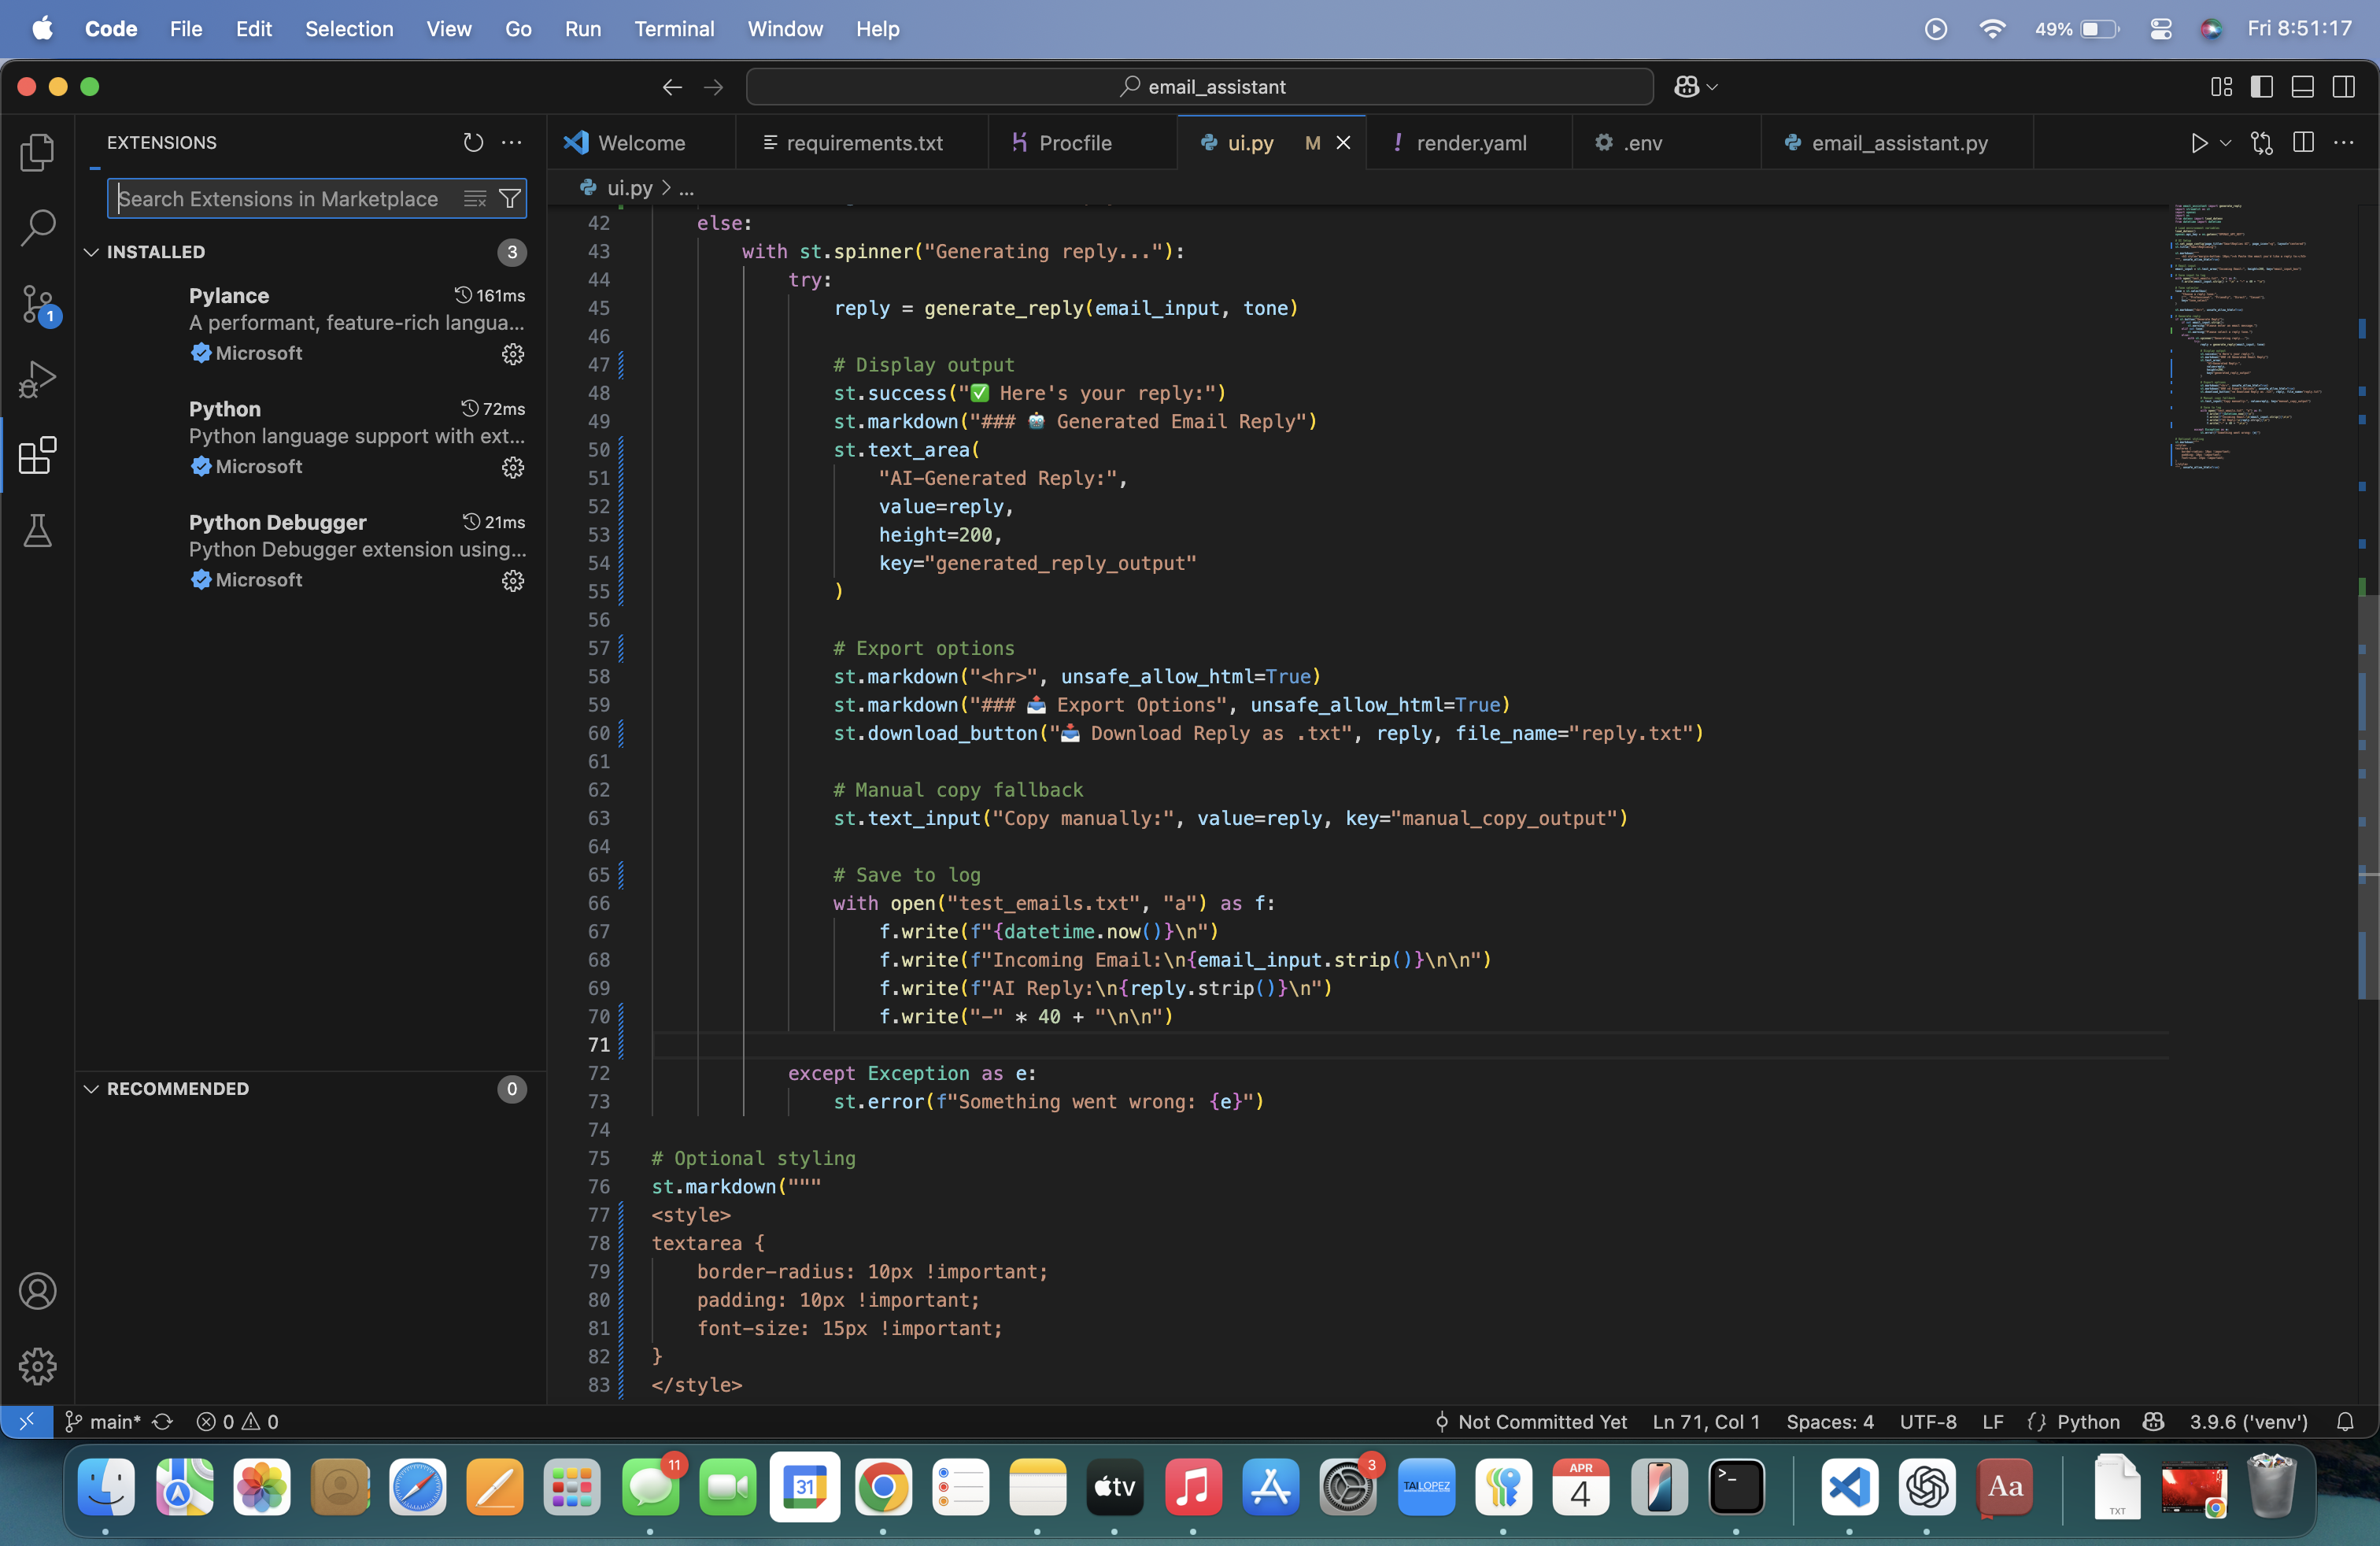 Code File Edit Selection View Go Run Terminal Window Help 49% Fri 8:51:17
email_assistant
EXTENSIONS
Search Extensions in Marketplace
INSTALLED 3
Pylance 161ms
A performant, feature-rich langua...
Microsoft
Python 72ms
Python language support with ext...
Microsoft
Python Debugger 21ms
Python Debugger extension using...
Microsoft
RECOMMENDED 0
1
Welcome requirements.txt Procfile ui.py M render.yaml .env email_assistant.py
ui.py > ...
42 else:
43 with st.spinner("Generating reply..."):
44 try:
45 reply = generate_reply(email_input, tone)
46
47 # Display output
48 st.success("✅ Here's your reply:")
49 st.markdown("### 🤖 Generated Email Reply")
50 st.text_area(
51 "AI-Generated Reply:",
52 value=reply,
53 height=200,
54 key="generated_reply_output"
55 )
56
57 # Export options
58 st.markdown("<hr>", unsafe_allow_html=True)
59 st.markdown("### 📤 Export Options", unsafe_allow_html=True)
60 st.download_button("📥 Download Reply as .txt", reply, file_name="reply.txt")
61
62 # Manual copy fallback
63 st.text_input("Copy manually:", value=reply, key="manual_copy_output")
64
65 # Save to log
66 with open("test_emails.txt", "a") as f:
67 f.write(f"{datetime.now()}\n")
68 f.write(f"Incoming Email:\n{email_input.strip()}\n\n")
69 f.write(f"AI Reply:\n{reply.strip()}\n")
70 f.write("-" * 40 + "\n\n")
71
72 except Exception as e:
73 st.error(f"Something went wrong: {e}")
74
75 # Optional styling
76 st.markdown("""
77 <style>
78 textarea {
79 border-radius: 10px !important;
80 padding: 10px !important;
81 font-size: 15px !important;
82 }
83 </style>
main* 0 0 Not Committed Yet Ln 71, Col 1 Spaces: 4 UTF-8 LF {} Python 3.9.6 ('venv')
11
31
tv
3
TAI LOPEZ
APR
4
>_
Aa
TXT